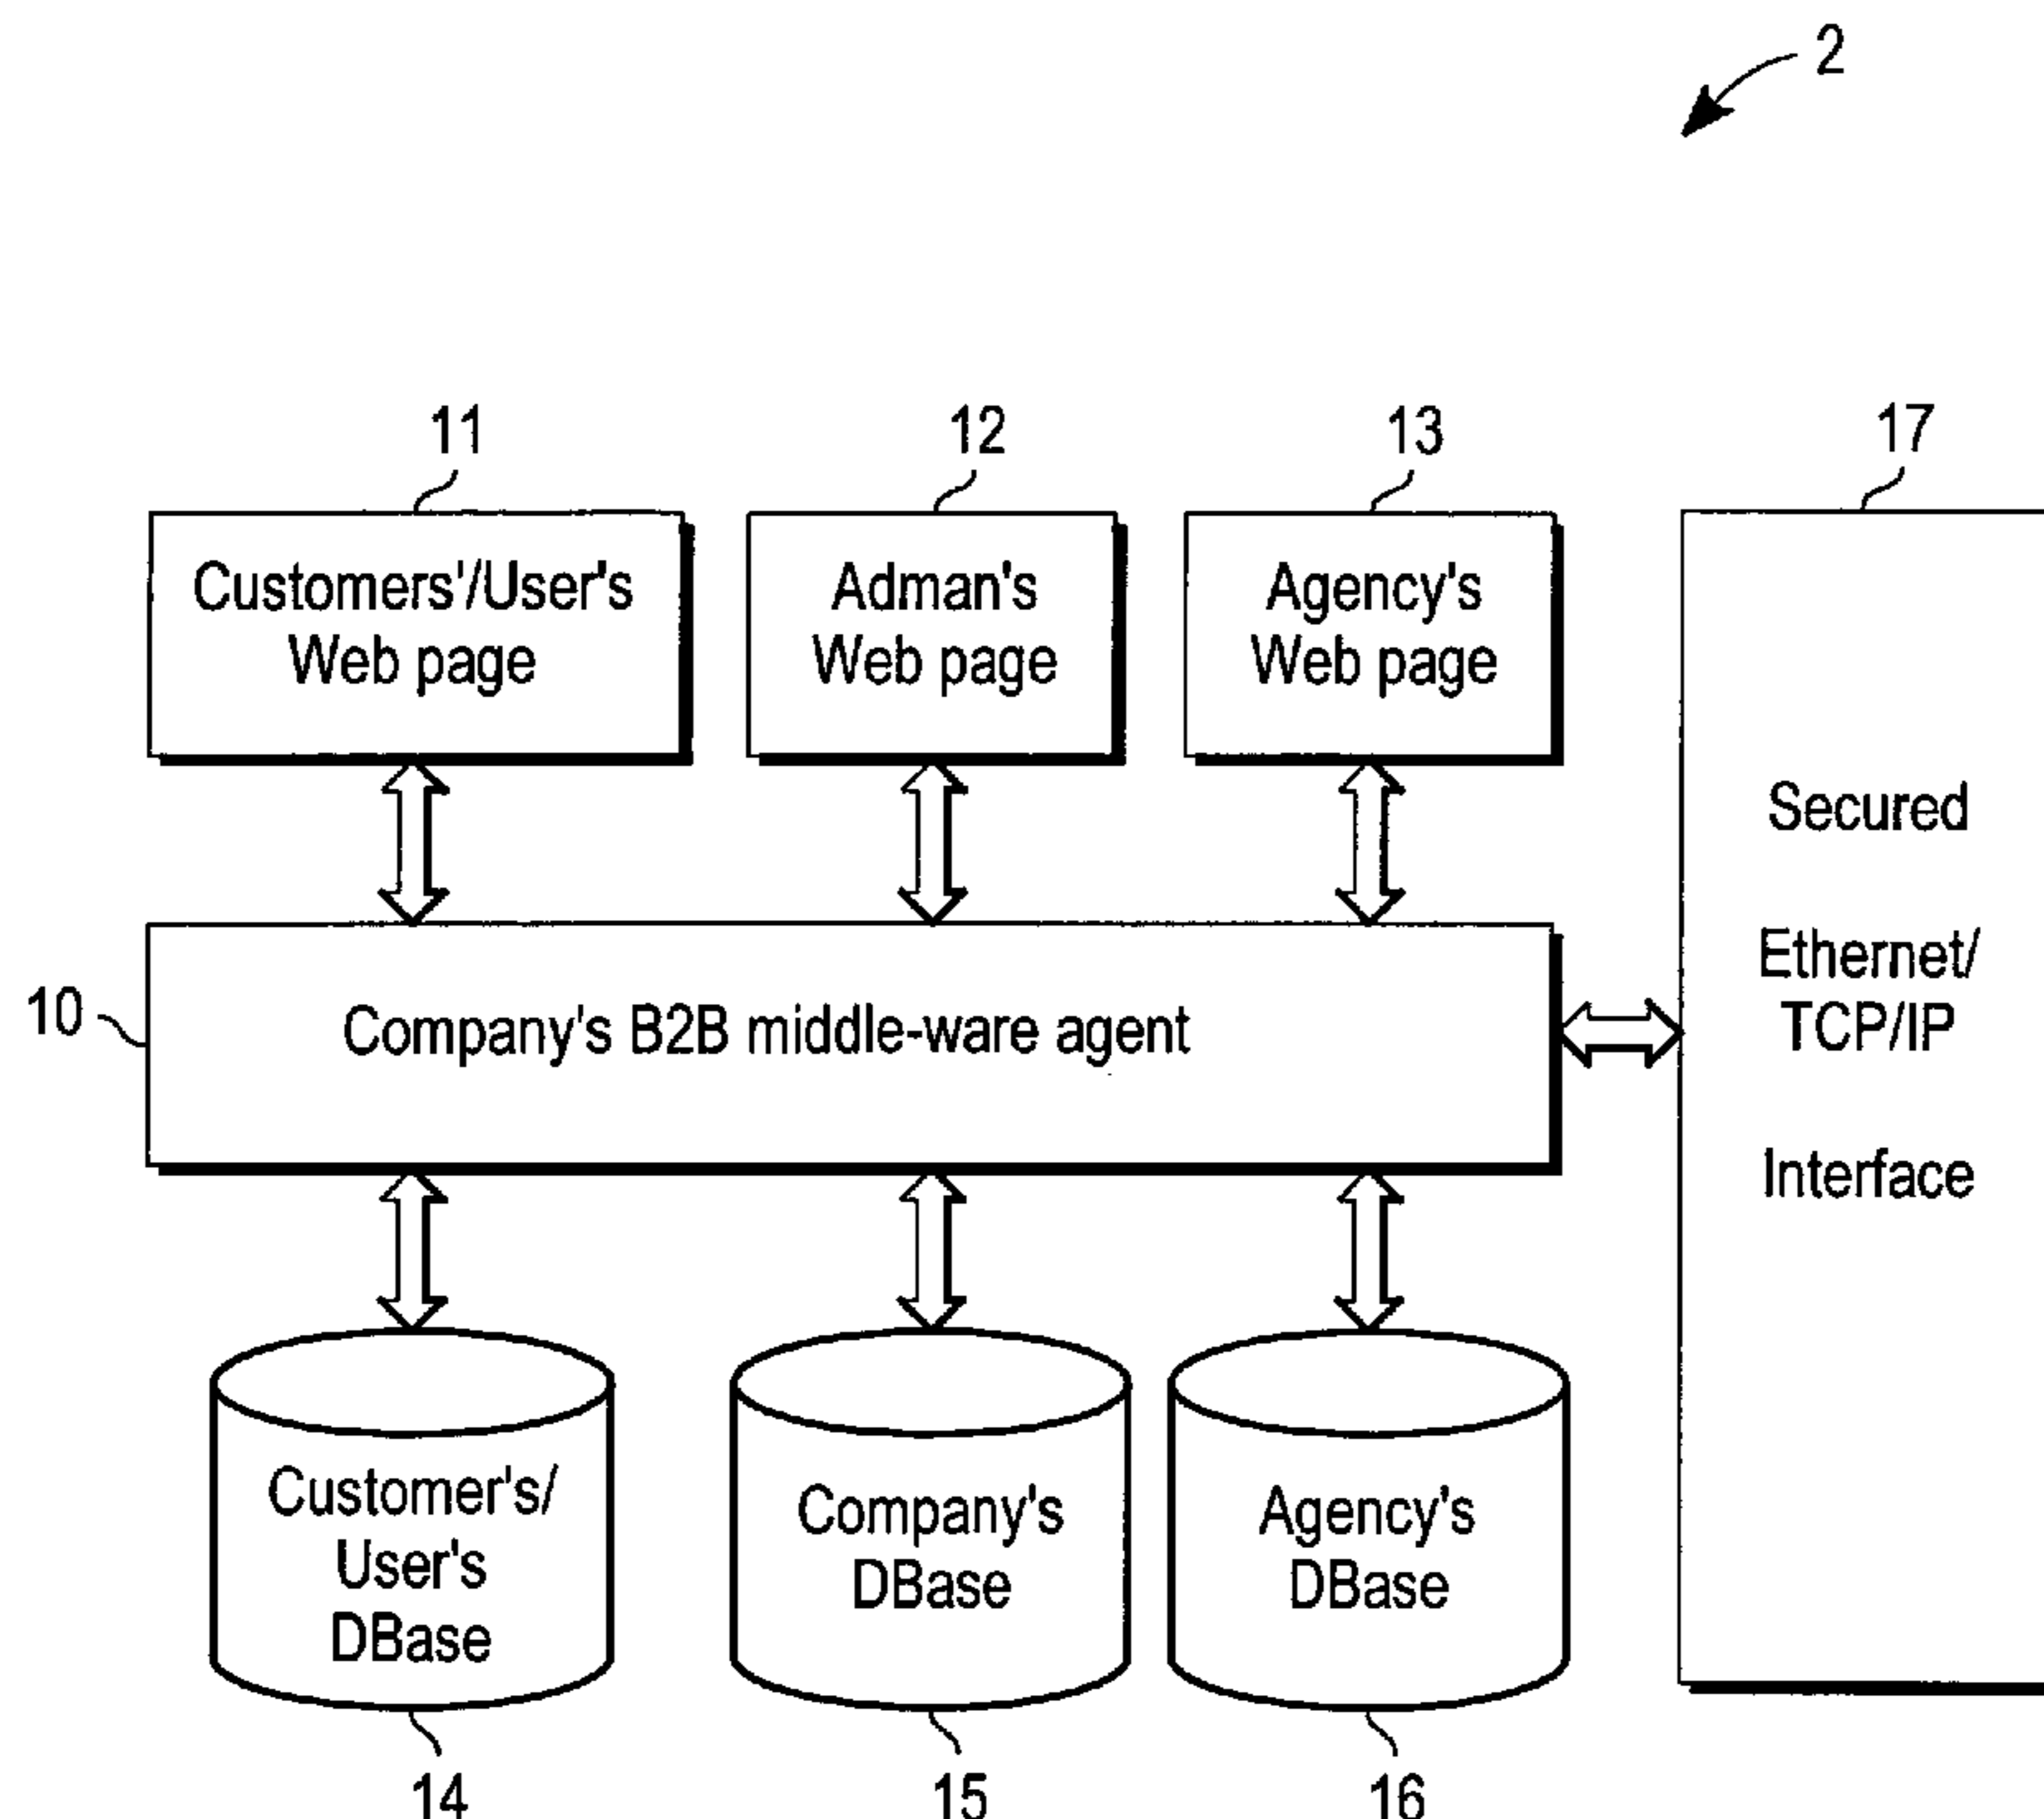 2
11
12
13
17
Customers'/User's
Web page
Adman's
Web page
Agency's
Web page
Secured
Ethernet/
TCP/IP
Interface
10
Company's B2B middle-ware agent
Customer's/
User's
DBase
Company's
DBase
Agency's
DBase
14
15
16